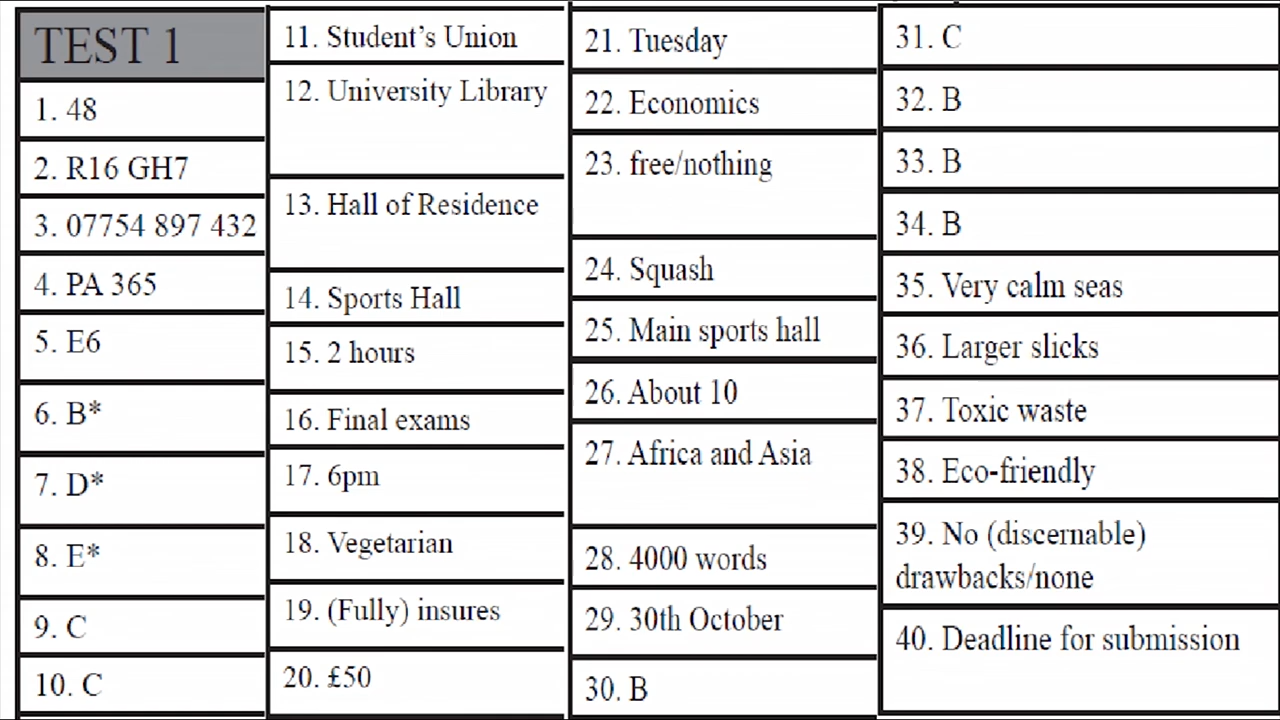 TEST 1
1. 48
2. R16 GH7
3. 07754 897 432
4. PA 365
5. E6
6. B*
7. D*
8. E*
9. C
10. C
11. Student’s Union
12. University Library
13. Hall of Residence
14. Sports Hall
15. 2 hours
16. Final exams
17. 6pm
18. Vegetarian
19. (Fully) insures
20. £50
21. Tuesday
22. Economics
23. free/nothing
24. Squash
25. Main sports hall
26. About 10
27. Africa and Asia
28. 4000 words
29. 30th October
30. B
31. C
32. B
33. B
34. B
35. Very calm seas
36. Larger slicks
37. Toxic waste
38. Eco-friendly
39. No (discernable)
drawbacks/none
40. Deadline for submission